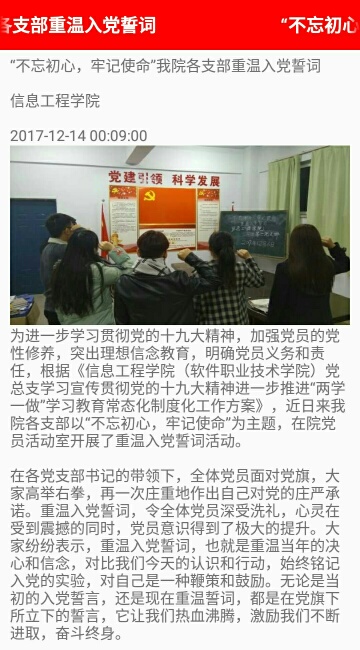 各支部重温入党誓词
“不忘初心
“不忘初心，牢记使命”我院各支部重温入党誓词
信息工程学院
2017-12-14 00:09:00
党建引领 科学发展
为进一步学习贯彻党的十九大精神，加强党员的党
性修养，突出理想信念教育，明确党员义务和责
任，根据《信息工程学院（软件职业技术学院）党
总支学习宣传贯彻党的十九大精神进一步推进“两学
一做”学习教育常态化制度化工作方案》，近日来我
院各支部以“不忘初心，牢记使命”为主题，在院党
员活动室开展了重温入党誓词活动。
在各党支部书记的带领下，全体党员面对党旗，大
家高举右拳，再一次庄重地作出自己对党的庄严承
诺。重温入党誓词，令全体党员深受洗礼，心灵在
受到震撼的同时，党员意识得到了极大的提升。大
家纷纷表示，重温入党誓词，也就是重温当年的决
心和信念，对比我们今天的认识和行动，始终铭记
入党的实验，对自己是一种鞭策和鼓励。无论是当
初的入党誓言，还是现在重温誓词，都是在党旗下
所立下的誓言，它让我们热血沸腾，激励我们不断
进取，奋斗终身。